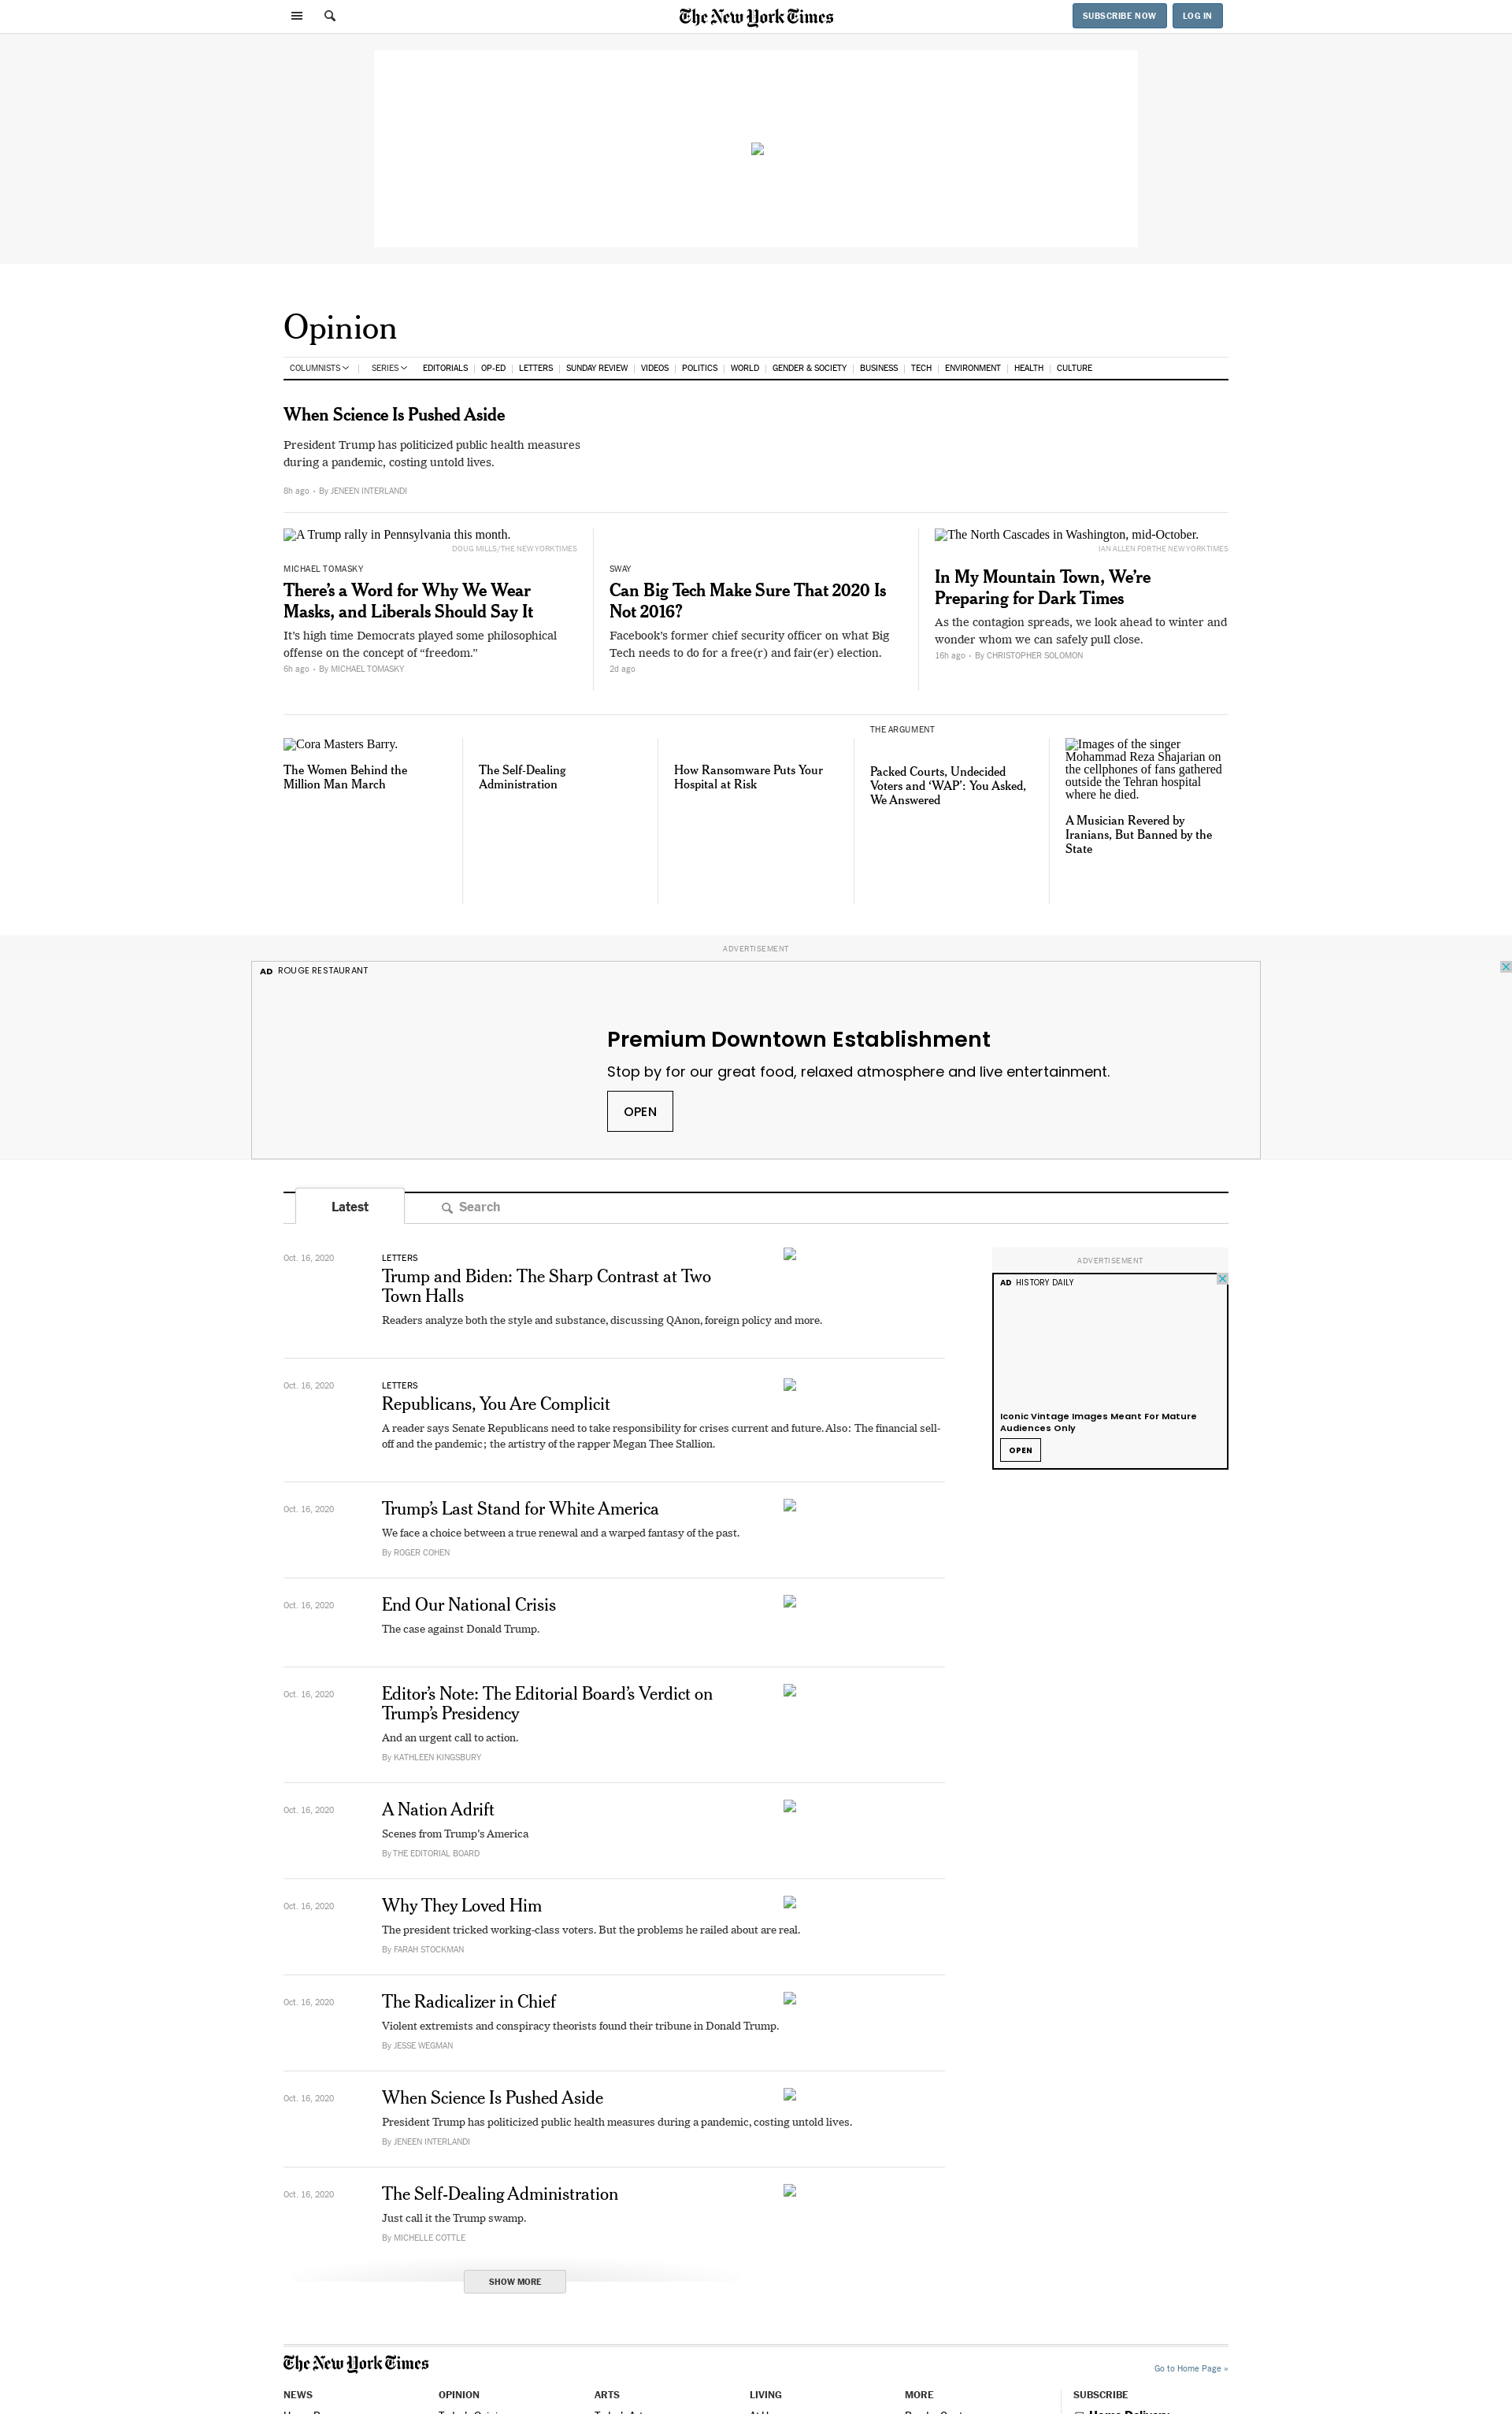 The New York Times
SUBSCRIBE NOW
LOG IN
Opinion
COLUMNISTS
SERIES
EDITORIALS
OP-ED
LETTERS
SUNDAY REVIEW
VIDEOS
POLITICS
WORLD
GENDER & SOCIETY
BUSINESS
TECH
ENVIRONMENT
HEALTH
CULTURE
When Science Is Pushed Aside
President Trump has politicized public health measures
during a pandemic, costing untold lives.
8h ago • By JENEEN INTERLANDI
A Trump rally in Pennsylvania this month.
DOUG MILLS/THE NEW YORK TIMES
MICHAEL TOMASKY
There’s a Word for Why We Wear
Masks, and Liberals Should Say It
It’s high time Democrats played some philosophical
offense on the concept of “freedom.”
6h ago • By MICHAEL TOMASKY
SWAY
Can Big Tech Make Sure That 2020 Is
Not 2016?
Facebook’s former chief security officer on what Big
Tech needs to do for a free(r) and fair(er) election.
2d ago
The North Cascades in Washington, mid-October.
IAN ALLEN FOR THE NEW YORK TIMES
In My Mountain Town, We’re
Preparing for Dark Times
As the contagion spreads, we look ahead to winter and
wonder whom we can safely pull close.
16h ago • By CHRISTOPHER SOLOMON
Cora Masters Barry.
The Women Behind the
Million Man March
The Self-Dealing
Administration
How Ransomware Puts Your
Hospital at Risk
THE ARGUMENT
Packed Courts, Undecided
Voters and ‘WAP’: You Asked,
We Answered
Images of the singer
Mohammad Reza Shajarian on
the cellphones of fans gathered
outside the Tehran hospital
where he died.
A Musician Revered by
Iranians, But Banned by the
State
ADVERTISEMENT
AD ROUGE RESTAURANT
Premium Downtown Establishment
Stop by for our great food, relaxed atmosphere and live entertainment.
OPEN
Latest
Search
Oct. 16, 2020
LETTERS
Trump and Biden: The Sharp Contrast at Two
Town Halls
Readers analyze both the style and substance, discussing QAnon, foreign policy and more.
ADVERTISEMENT
AD HISTORY DAILY
Iconic Vintage Images Meant For Mature
Audiences Only
OPEN
Oct. 16, 2020
LETTERS
Republicans, You Are Complicit
A reader says Senate Republicans need to take responsibility for crises current and future. Also: The financial sell-
off and the pandemic; the artistry of the rapper Megan Thee Stallion.
Oct. 16, 2020
Trump’s Last Stand for White America
We face a choice between a true renewal and a warped fantasy of the past.
By ROGER COHEN
Oct. 16, 2020
End Our National Crisis
The case against Donald Trump.
Oct. 16, 2020
Editor’s Note: The Editorial Board’s Verdict on
Trump’s Presidency
And an urgent call to action.
By KATHLEEN KINGSBURY
Oct. 16, 2020
A Nation Adrift
Scenes from Trump’s America
By THE EDITORIAL BOARD
Oct. 16, 2020
Why They Loved Him
The president tricked working-class voters. But the problems he railed about are real.
By FARAH STOCKMAN
Oct. 16, 2020
The Radicalizer in Chief
Violent extremists and conspiracy theorists found their tribune in Donald Trump.
By JESSE WEGMAN
Oct. 16, 2020
When Science Is Pushed Aside
President Trump has politicized public health measures during a pandemic, costing untold lives.
By JENEEN INTERLANDI
Oct. 16, 2020
The Self-Dealing Administration
Just call it the Trump swamp.
By MICHELLE COTTLE
SHOW MORE
The New York Times
Go to Home Page »
NEWS
OPINION
ARTS
LIVING
MORE
SUBSCRIBE